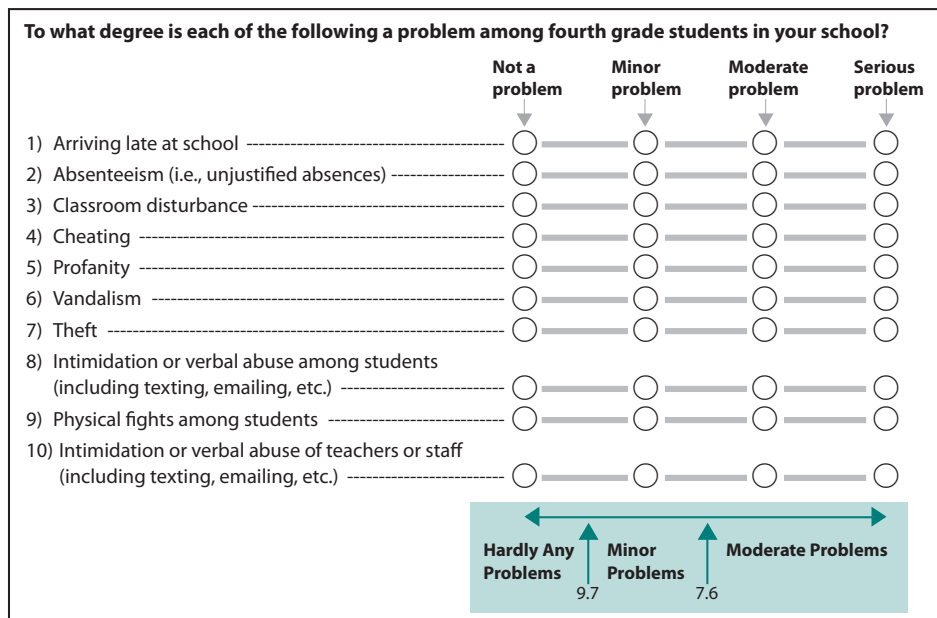 To what degree is each of the following a problem among fourth grade students in your school?
Not a problem
Minor problem
Moderate problem
Serious problem
1) Arriving late at school
2) Absenteeism (i.e., unjustified absences)
3) Classroom disturbance
4) Cheating
5) Profanity
6) Vandalism
7) Theft
8) Intimidation or verbal abuse among students
(including texting, emailing, etc.)
9) Physical fights among students
10) Intimidation or verbal abuse of teachers or staff
(including texting, emailing, etc.)
Hardly Any
Problems
9.7
Minor
Problems
7.6
Moderate Problems